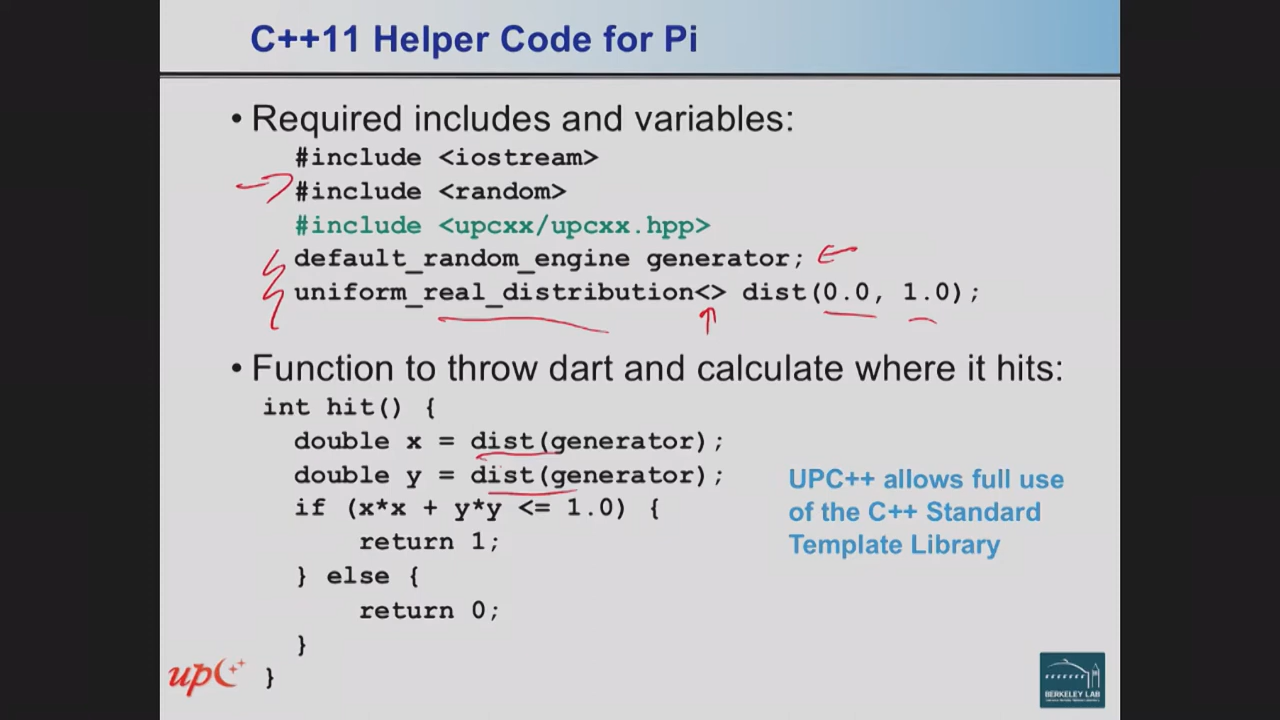 C++11 Helper Code for Pi
• Required includes and variables:
#include <iostream>
#include <random>
#include <upcxx/upcxx.hpp>
default_random_engine generator;
uniform_real_distribution<> dist(0.0, 1.0);
• Function to throw dart and calculate where it hits:
int hit() {
double x = dist(generator);
double y = dist(generator);
if (x*x + y*y <= 1.0) {
return 1;
} else {
return 0;
}
}
UPC++ allows full use
of the C++ Standard
Template Library
upC++
BERKELEY LAB